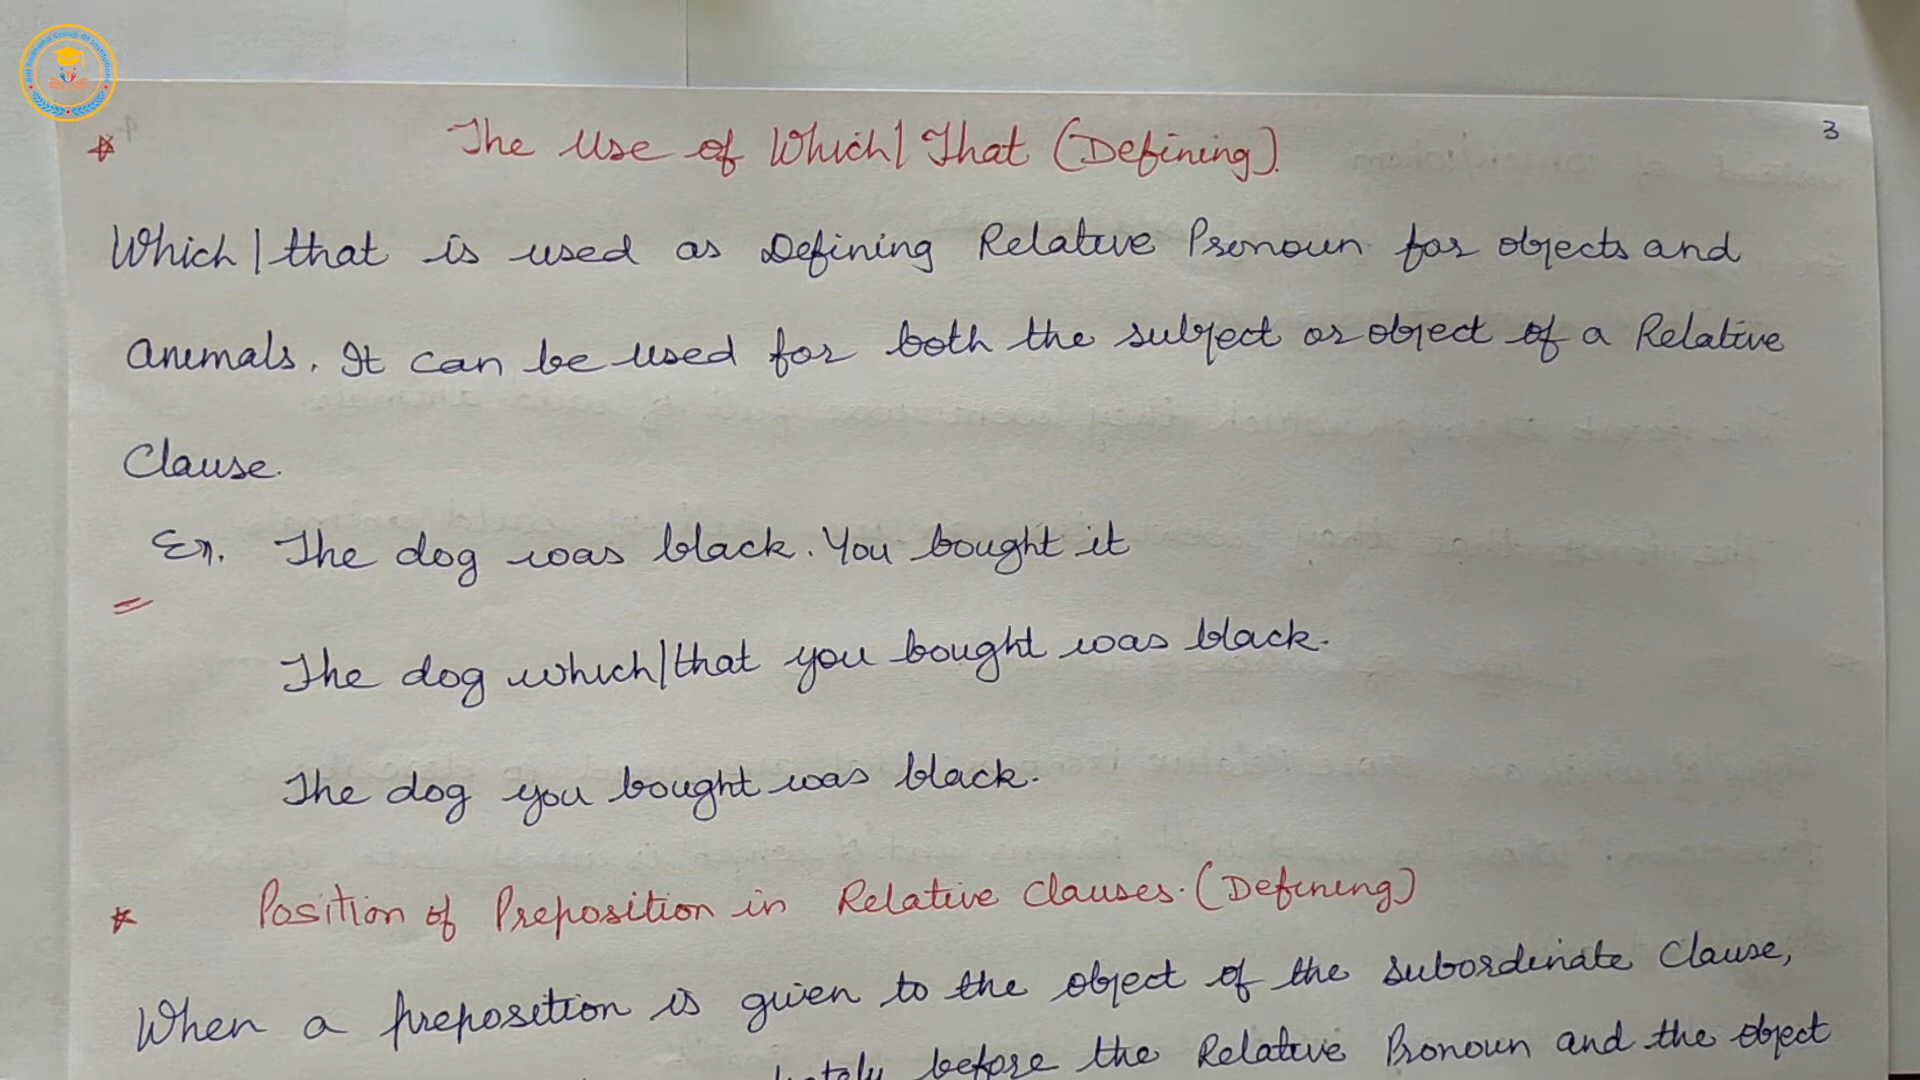 3
The Use of Which/That (Defining).
Which/that is used as Defining Relative Pronoun for objects and
animals. It can be used for both the subject or object of a Relative
Clause.
Ex. The dog was black. You bought it
The dog which/that you bought was black.
The dog you bought was black.
Position of Preposition in Relative Clauses. (Defining)
When a preposition is given to the object of the subordinate Clause,
before the Relative Pronoun and the object